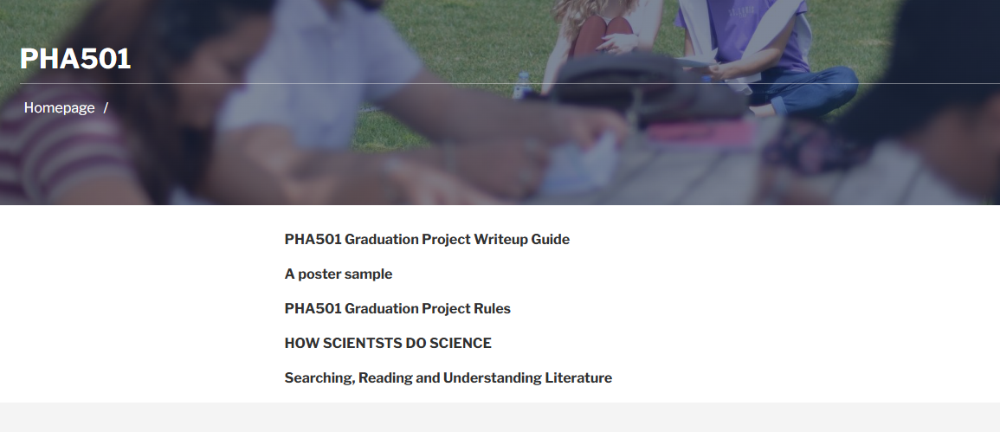 PHA501
Homepage /
PHA501 Graduation Project Writeup Guide
A poster sample
PHA501 Graduation Project Rules
HOW SCIENTSTS DO SCIENCE
Searching, Reading and Understanding Literature